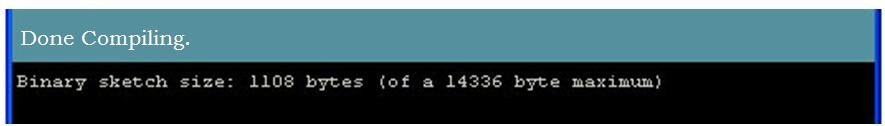 Done Compiling.
Binary sketch size: 1108 bytes (of a 14336 byte maximum)